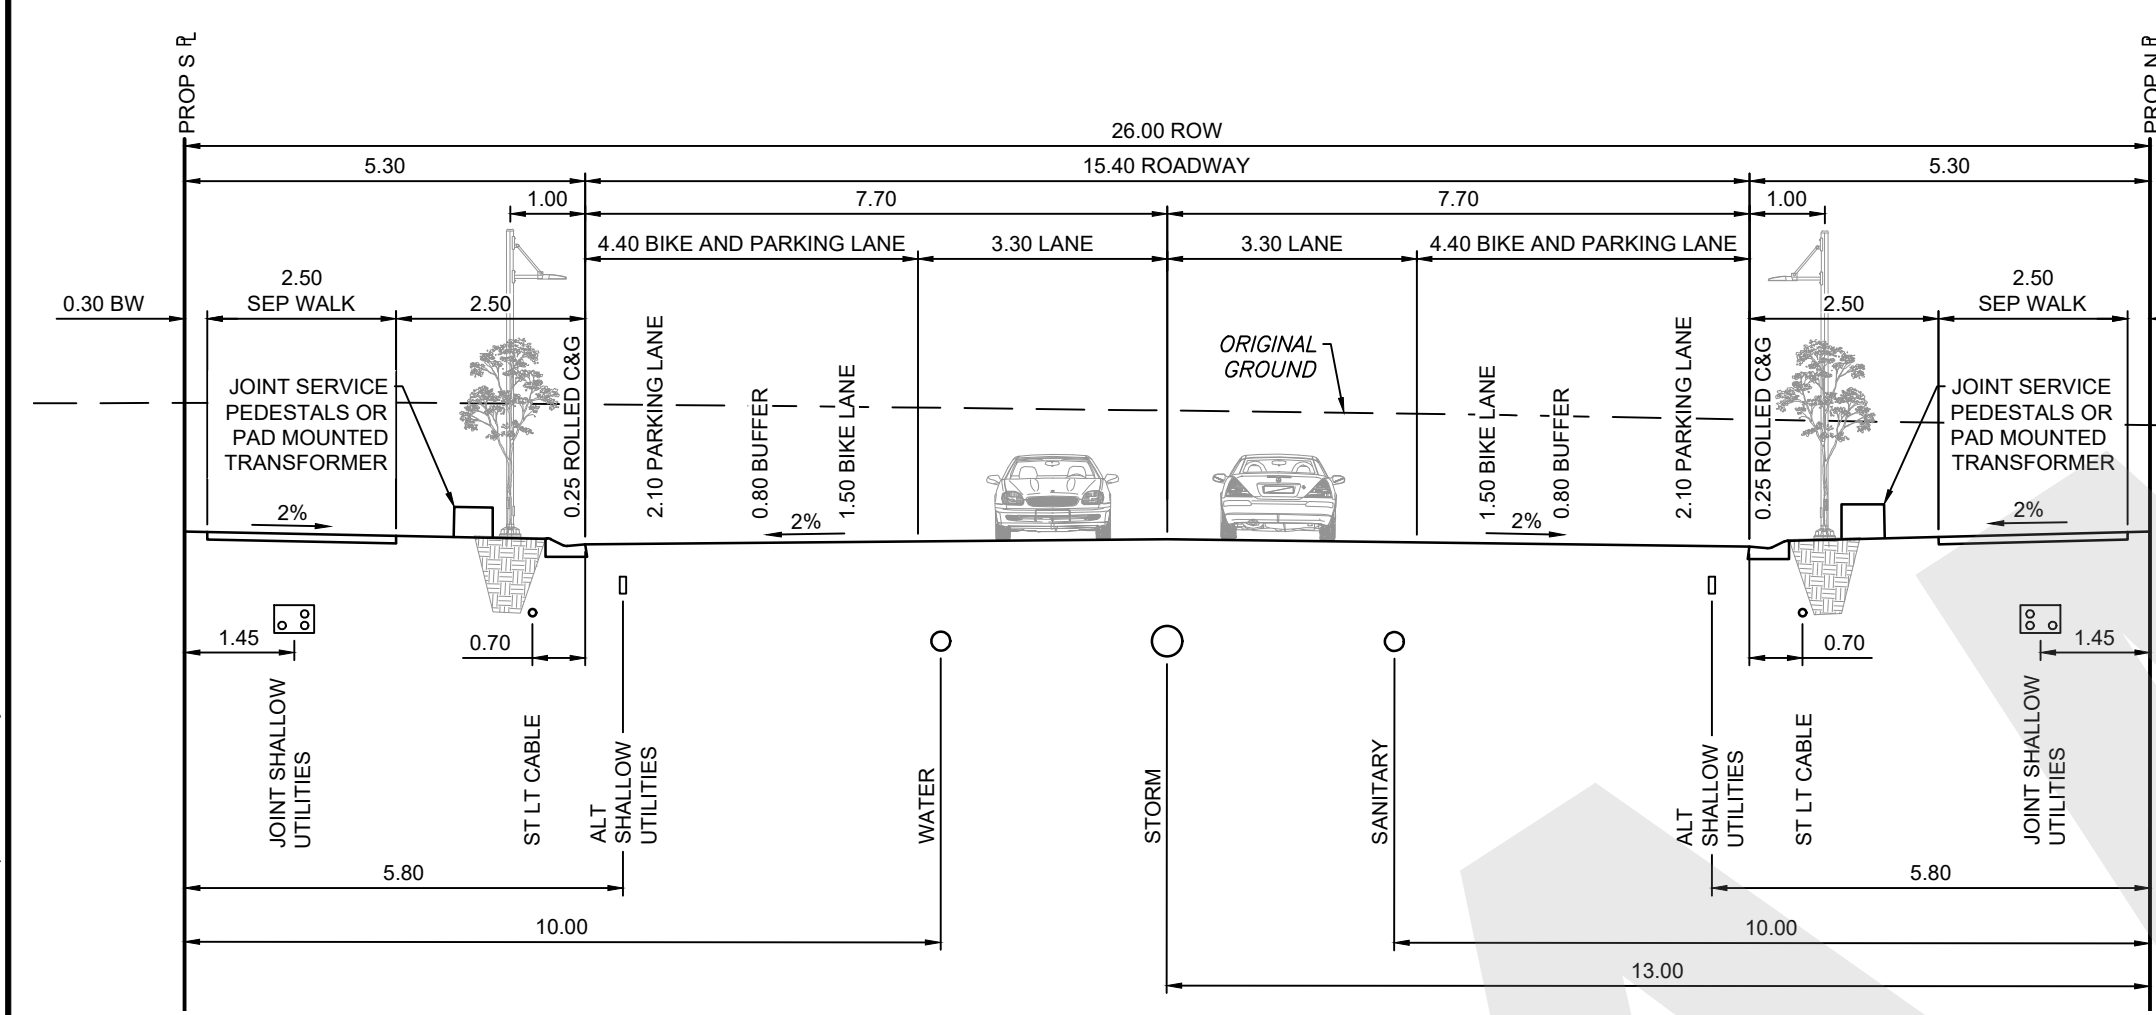 PROP S PL
PROP N PL
26.00 ROW
5.30
15.40 ROADWAY
5.30
1.00
7.70
7.70
1.00
4.40 BIKE AND PARKING LANE
3.30 LANE
3.30 LANE
4.40 BIKE AND PARKING LANE
0.30 BW
2.50
SEP WALK
2.50
2.50
2.50
SEP WALK
JOINT SERVICE
PEDESTALS OR
PAD MOUNTED
TRANSFORMER
0.25 ROLLED C&G
2.10 PARKING LANE
0.80 BUFFER
1.50 BIKE LANE
ORIGINAL
GROUND
1.50 BIKE LANE
0.80 BUFFER
2.10 PARKING LANE
0.25 ROLLED C&G
JOINT SERVICE
PEDESTALS OR
PAD MOUNTED
TRANSFORMER
2%
2%
2%
2%
1.45
0.70
0.70
1.45
JOINT SHALLOW
UTILITIES
ST LT CABLE
ALT
SHALLOW
UTILITIES
WATER
STORM
SANITARY
ALT
SHALLOW
UTILITIES
ST LT CABLE
JOINT SHALLOW
UTILITIES
5.80
5.80
10.00
10.00
13.00